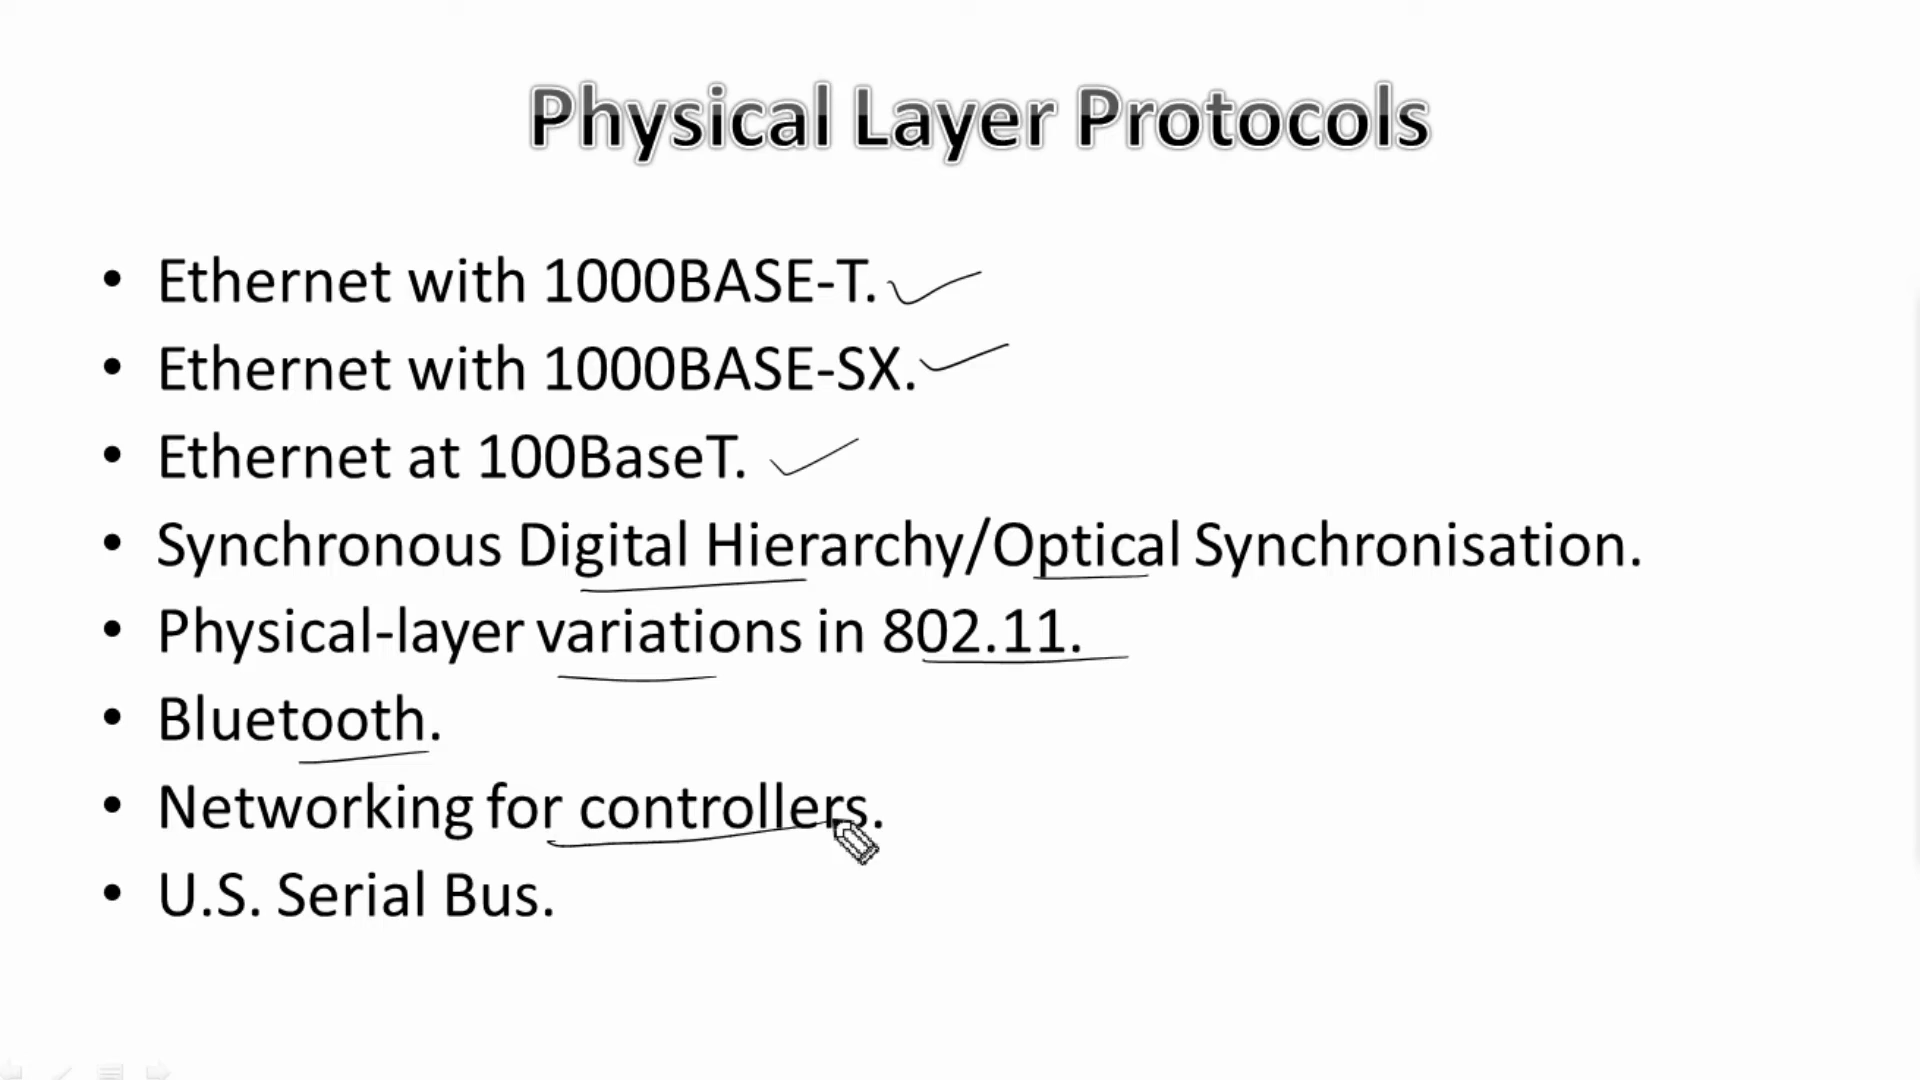 Physical Layer Protocols
• Ethernet with 1000BASE-T.
• Ethernet with 1000BASE-SX.
• Ethernet at 100BaseT.
• Synchronous Digital Hierarchy/Optical Synchronisation.
• Physical-layer variations in 802.11.
• Bluetooth.
• Networking for controllers.
• U.S. Serial Bus.